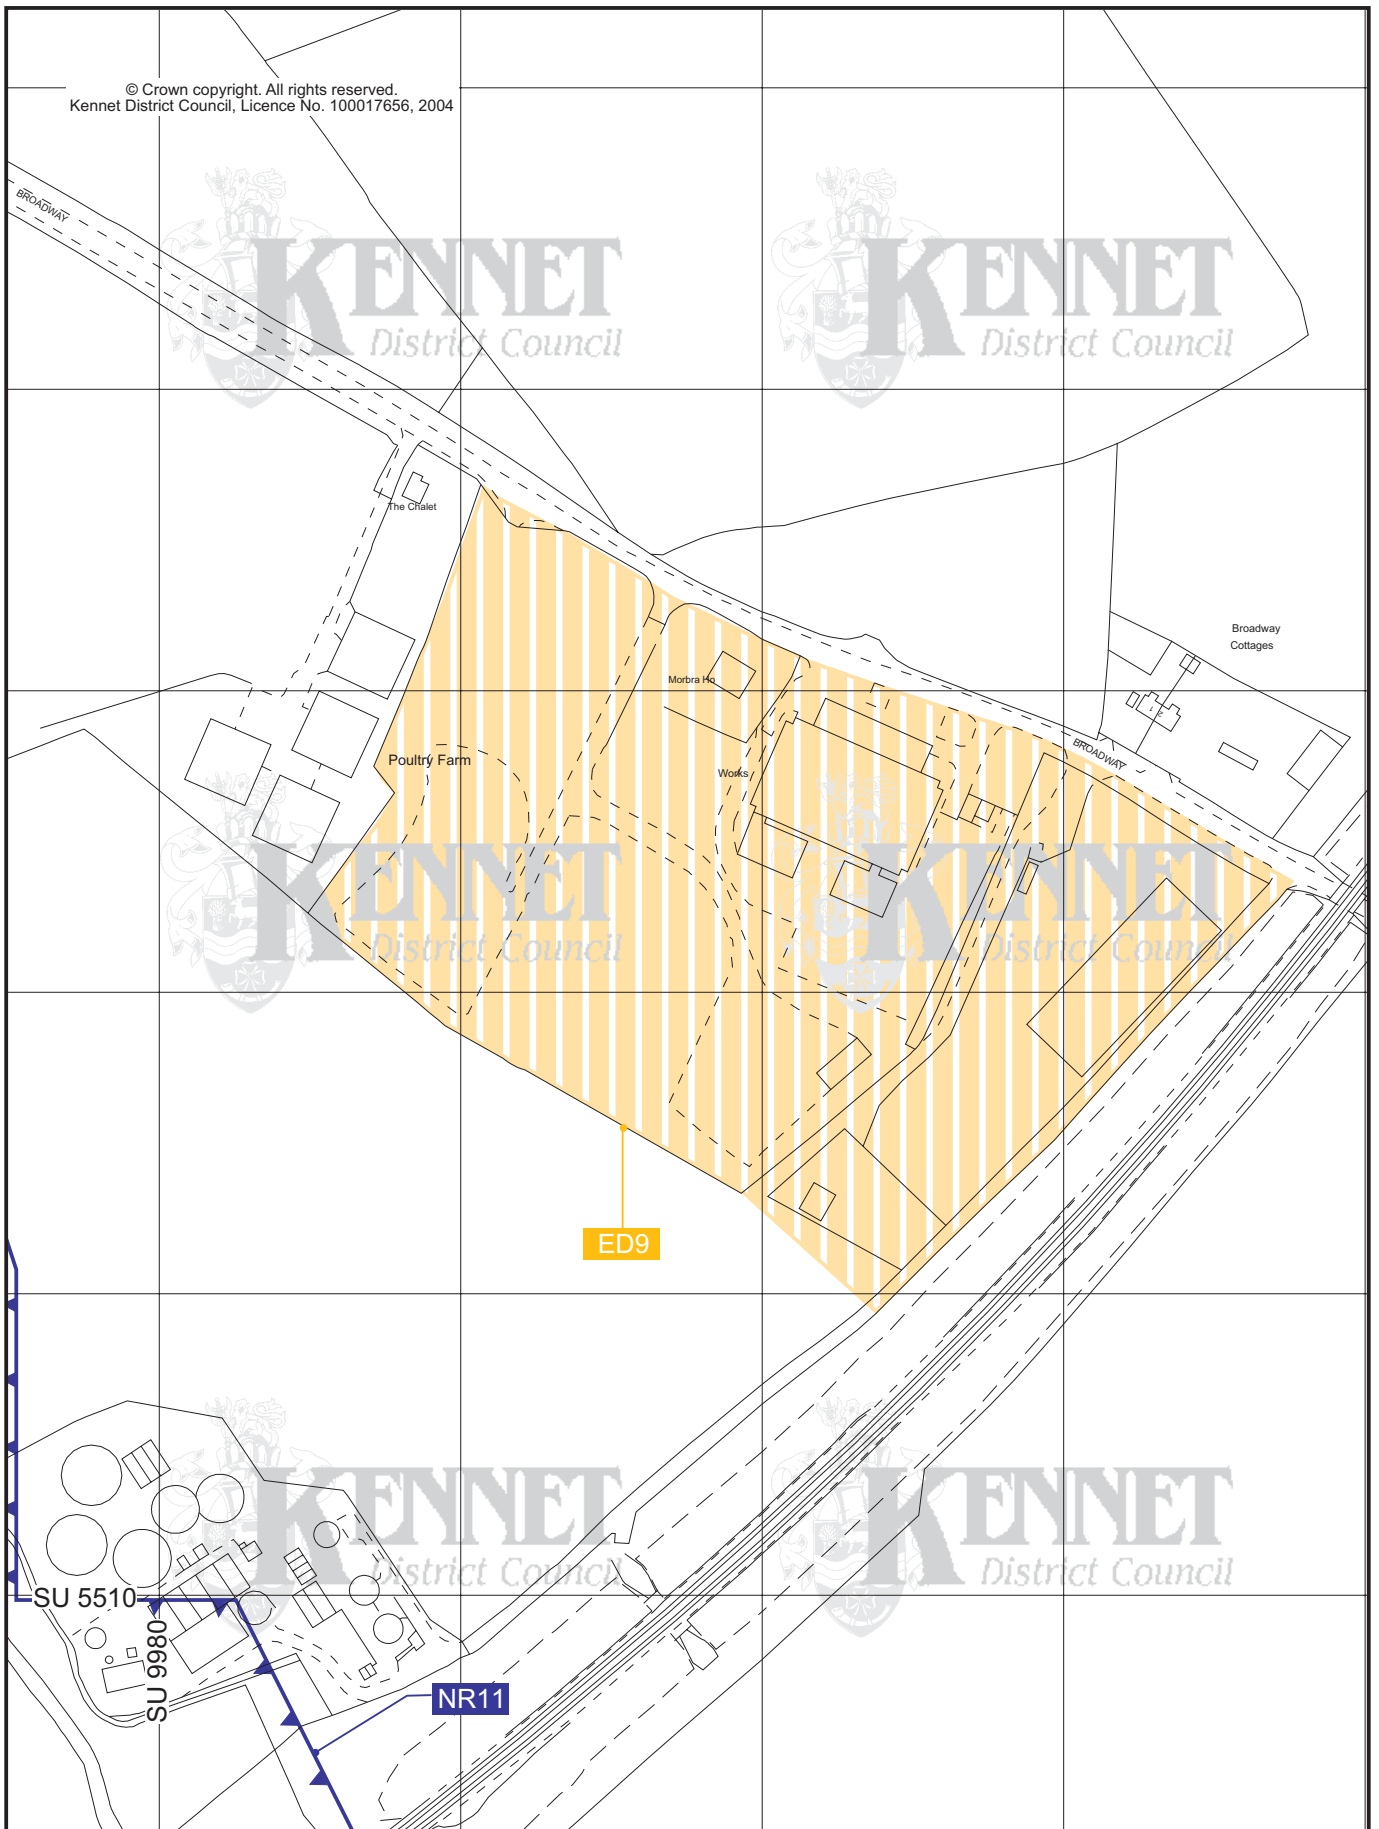 © Crown copyright. All rights reserved.
Kennet District Council, Licence No. 100017656, 2004
BROADWAY
KENNET
District Council
KENNET
District Council
The Chalet
Broadway
Cottages
Morbra Ho
2
1
BROADWAY
Poultry Farm
Works
KENNET
District Council
KENNET
District Council
ED9
KENNET
District Council
KENNET
District Council
SU 5510
SU 9980
NR11